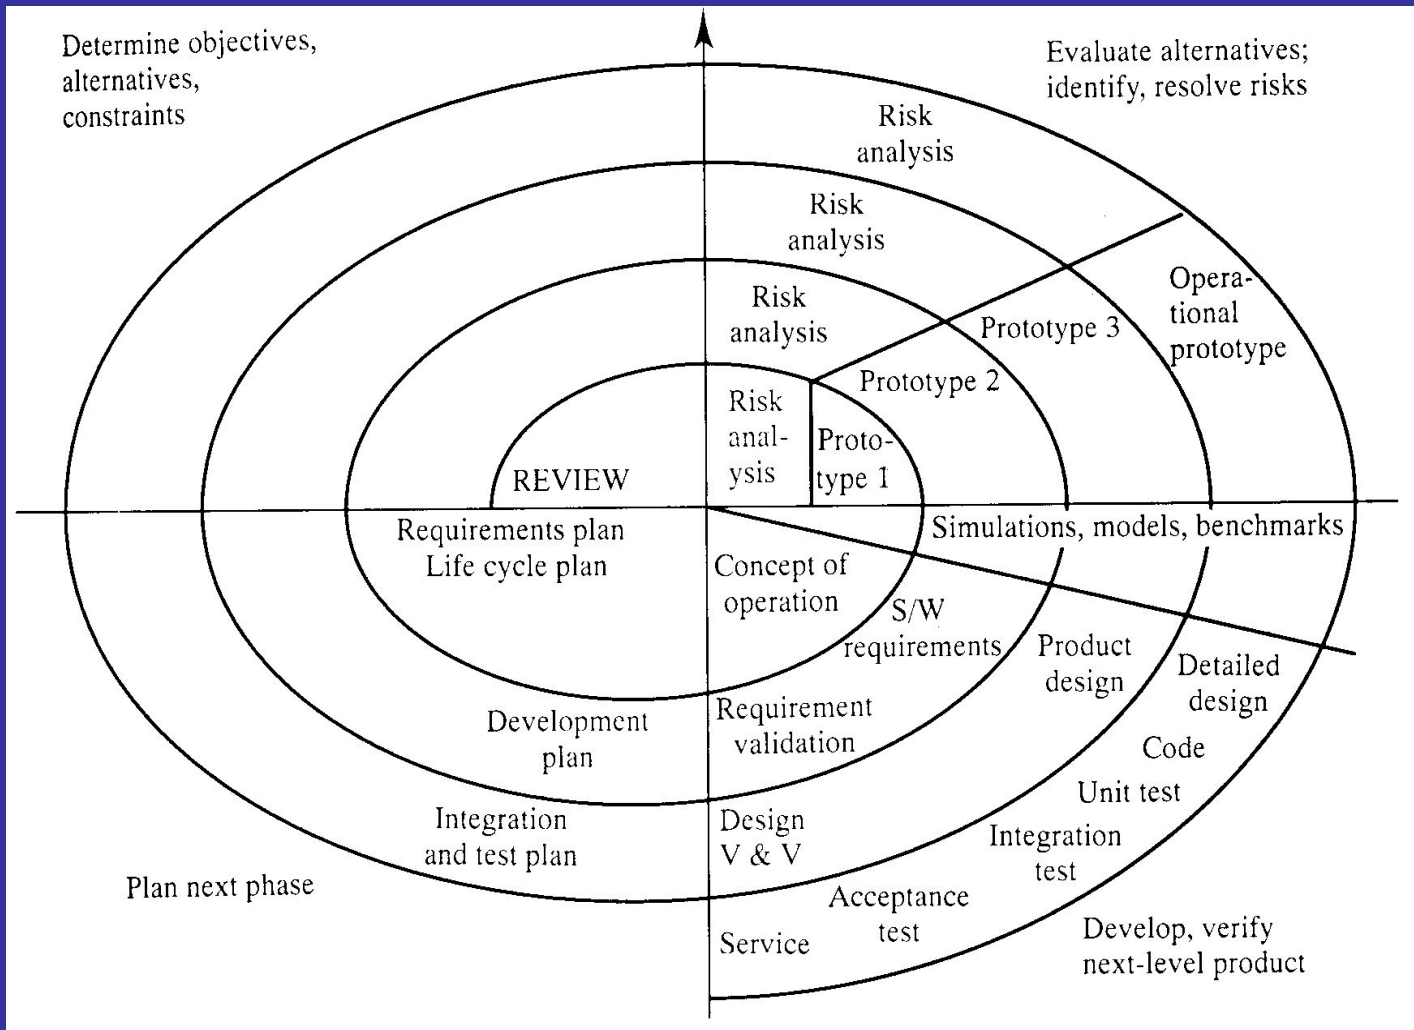 Determine objectives,
alternatives,
constraints
Evaluate alternatives;
identify, resolve risks
Risk
analysis
Risk
analysis
Risk
analysis
Risk
anal-
ysis
Opera-
tional
prototype
Prototype 3
Prototype 2
Proto-
type 1
REVIEW
Requirements plan
Life cycle plan
Simulations, models, benchmarks
Concept of
operation
S/W
requirements
Product
design
Detailed
design
Development
plan
Requirement
validation
Code
Unit test
Integration
and test plan
Design
V & V
Integration
test
Plan next phase
Acceptance
test
Service
Develop, verify
next-level product